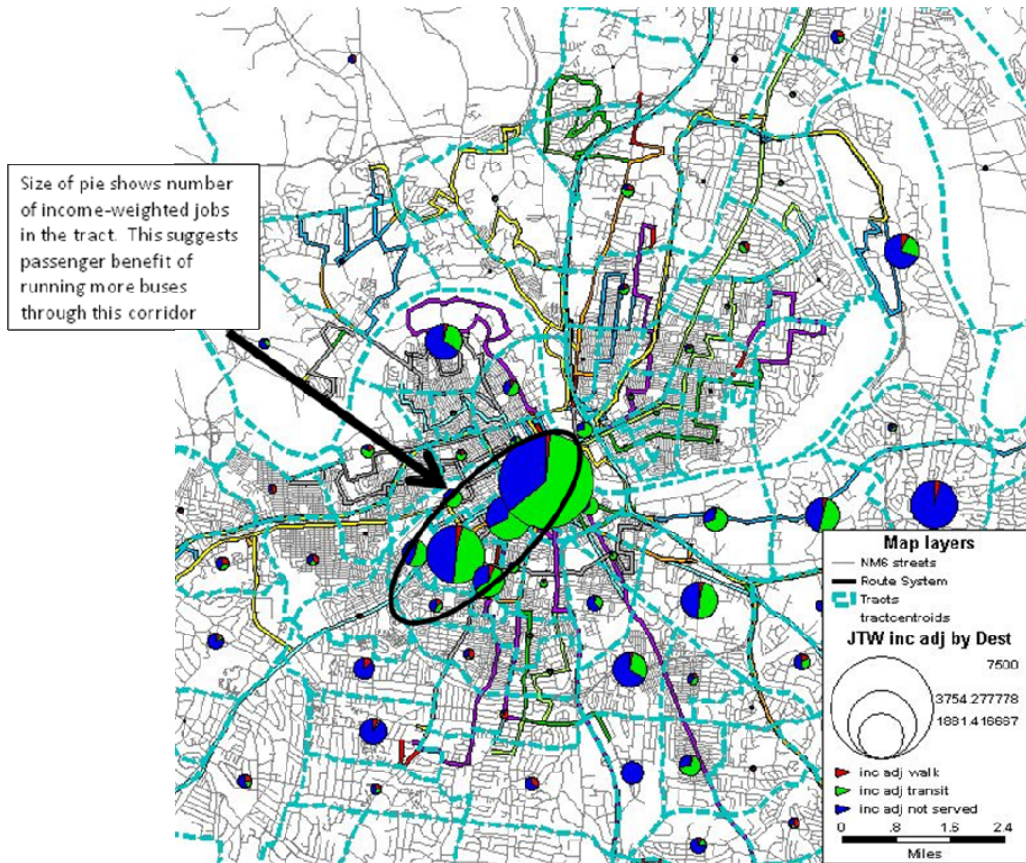 Size of pie shows number
of income-weighted jobs
in the tract. This suggests
passenger benefit of
running more buses
through this corridor
Map layers
NM6 streets
Route System
Tracts
tractcentroids
JTW inc adj by Dest
7500
3754.277778
1881.416667
inc adj walk
inc adj transit
inc adj not served
0 .8 1.6 2.4
Miles